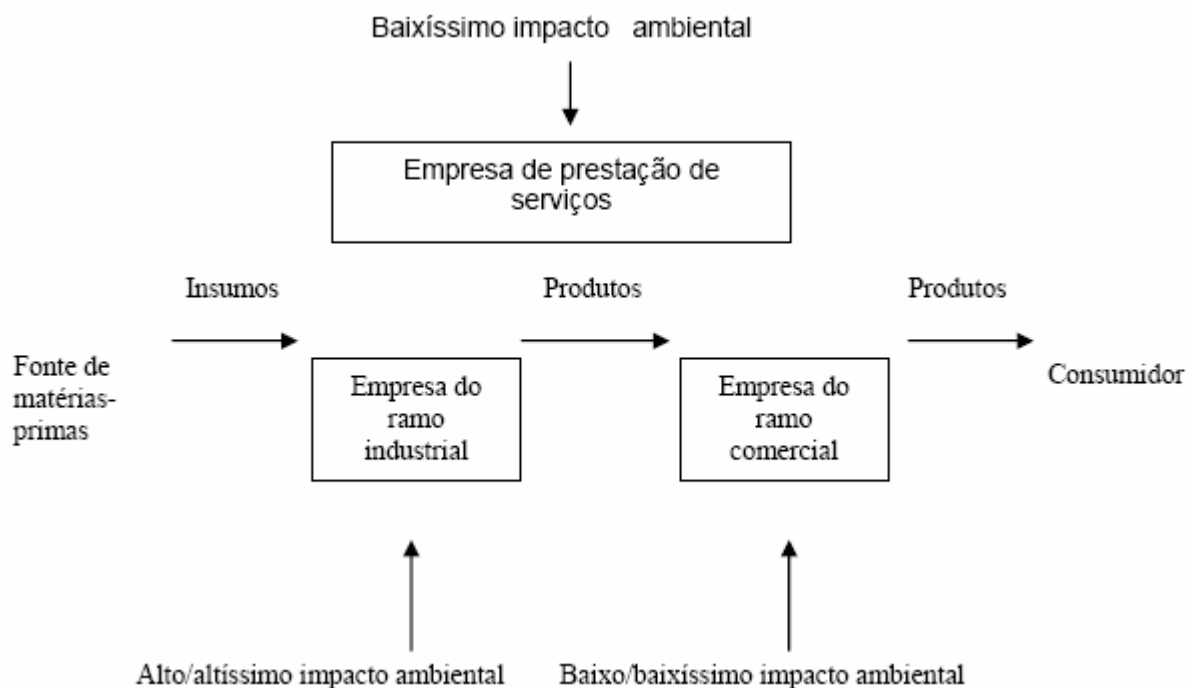 Baixíssimo impacto ambiental
Empresa de prestação de
serviços
Insumos
Produtos
Produtos
Fonte de
matérias-
primas
Empresa do
ramo
industrial
Empresa do
ramo
comercial
Consumidor
Alto/altíssimo impacto ambiental
Baixo/baixíssimo impacto ambiental